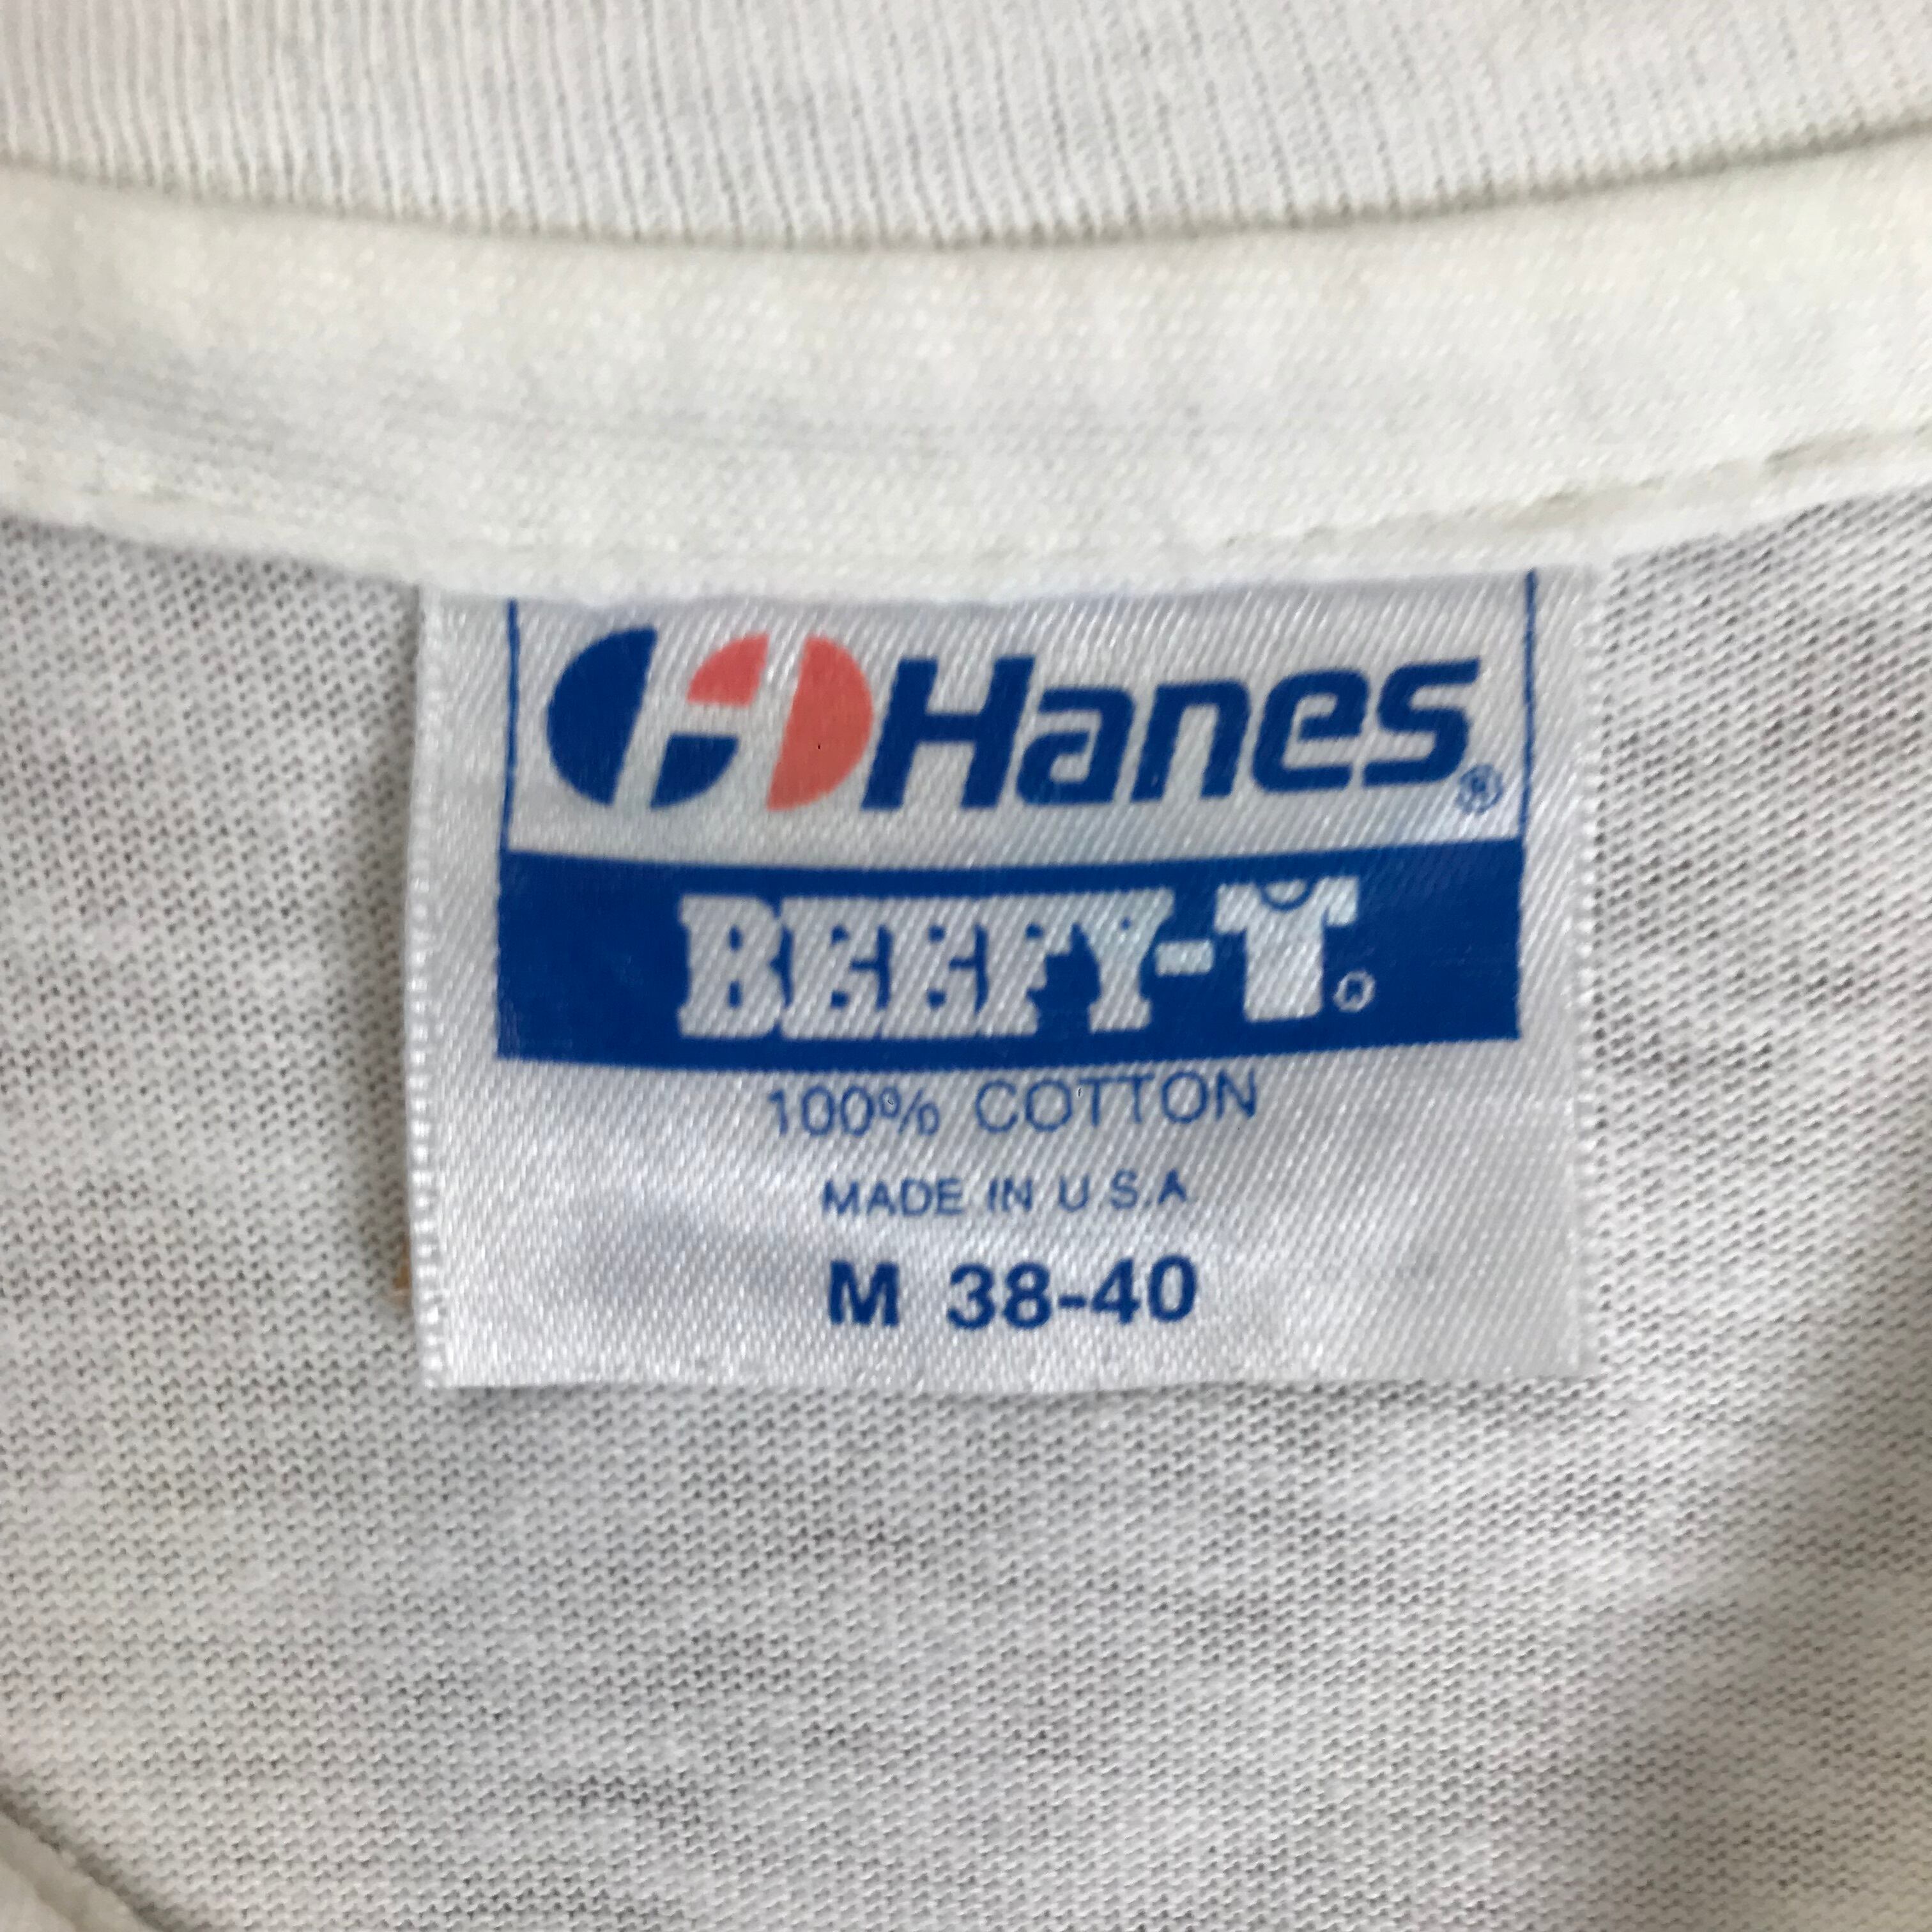 Hanes®
BEEFY-T®
100% COTTON
MADE IN U.S.A.
M 38-40